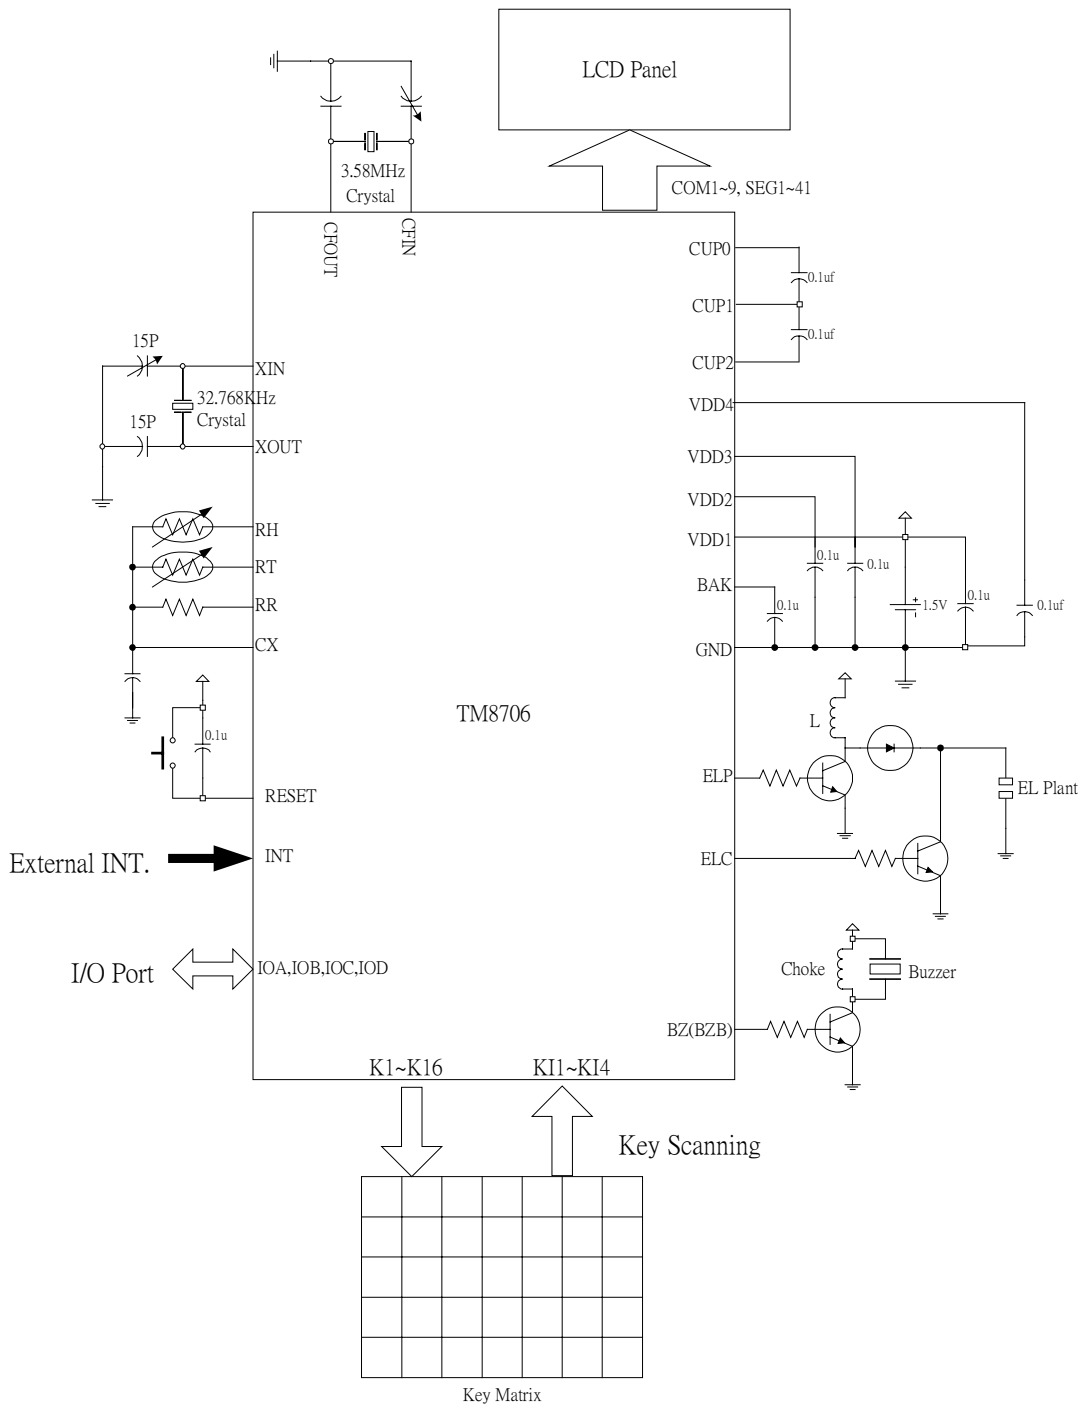 LCD Panel
3.58MHz
Crystal
COM1~9, SEG1~41
CFOUT
CFIN
CUP0
0.1uf
CUP1
0.1uf
CUP2
15P
XIN
32.768KHz
Crystal
15P
XOUT
VDD4
VDD3
VDD2
VDD1
RH
RT
RR
CX
BAK
0.1u
0.1u
0.1u
+
1.5V
-
0.1u
0.1uf
GND
TM8706
L
0.1u
RESET
ELP
EL Plant
External INT.
INT
ELC
I/O Port
IOA,IOB,IOC,IOD
Choke
Buzzer
BZ(BZB)
K1~K16
KI1~KI4
Key Scanning
Key Matrix